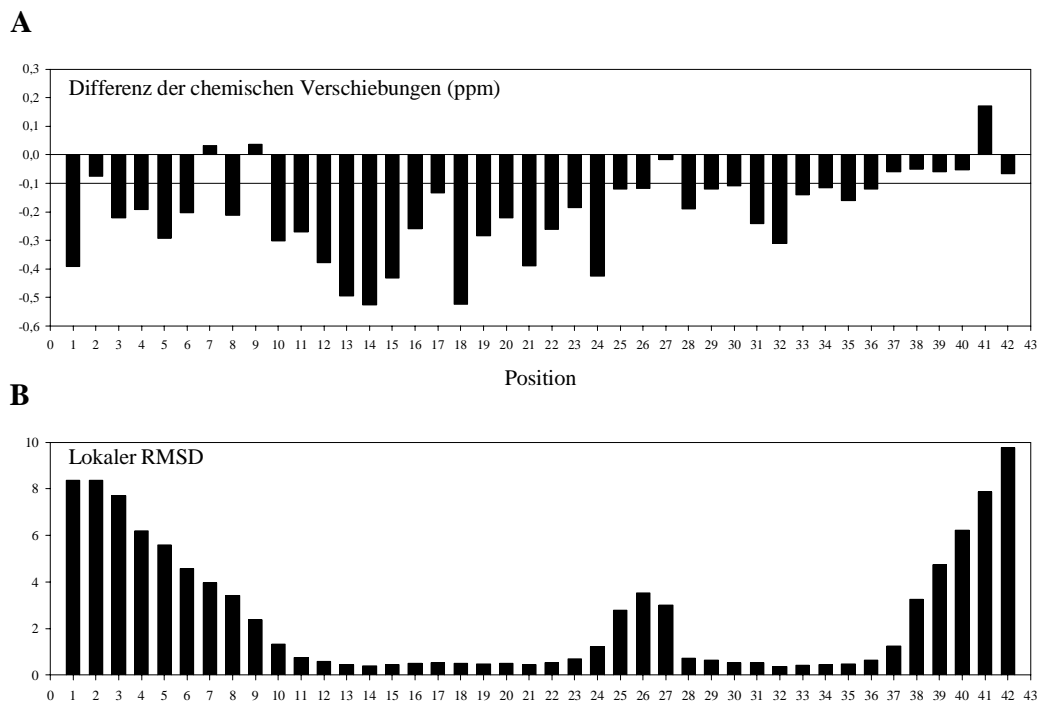 A
Differenz der chemischen Verschiebungen (ppm)
0,3
0,2
0,1
0,0
-0,1
-0,2
-0,3
-0,4
-0,5
-0,6
0 1 2 3 4 5 6 7 8 9 10 11 12 13 14 15 16 17 18 19 20 21 22 23 24 25 26 27 28 29 30 31 32 33 34 35 36 37 38 39 40 41 42 43
Position
B
Lokaler RMSD
10
8
6
4
2
0
0 1 2 3 4 5 6 7 8 9 10 11 12 13 14 15 16 17 18 19 20 21 22 23 24 25 26 27 28 29 30 31 32 33 34 35 36 37 38 39 40 41 42 43